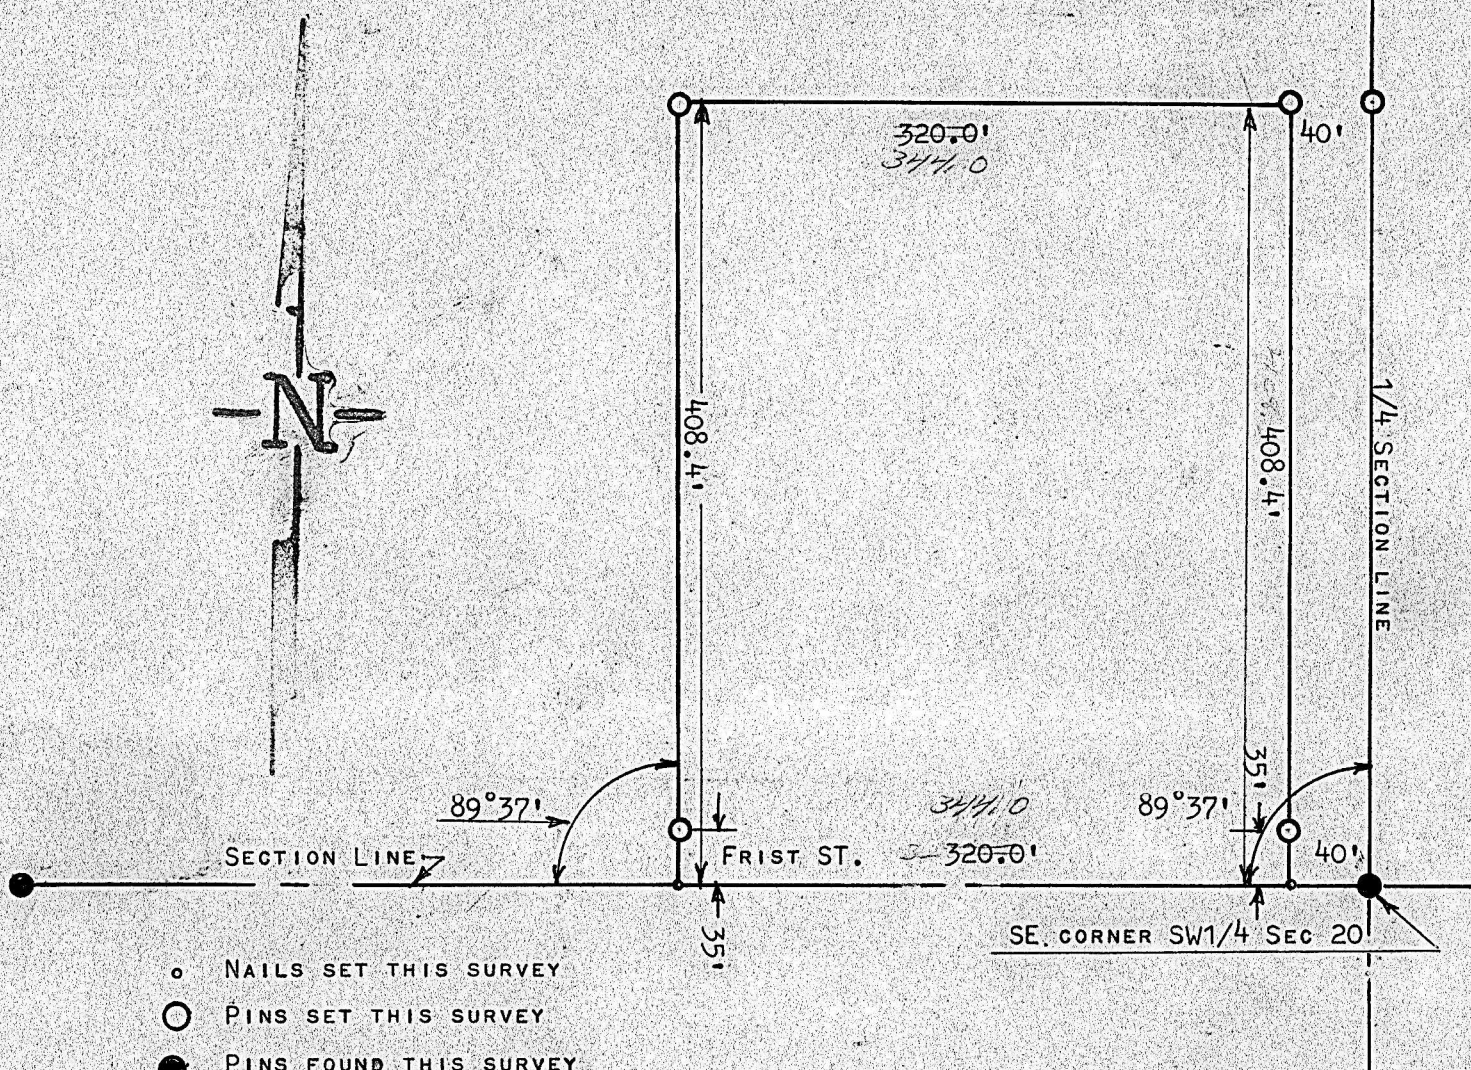 320.0'
344.0
40'
N
408.4'
408.4'
1/4 SECTION LINE
35'
344.0
89°37'
89°37'
SECTION LINE
FRIST ST.
320.0'
40'
35'
SE. CORNER SW1/4 SEC 20
NAILS SET THIS SURVEY
PINS SET THIS SURVEY
PINS FOUND THIS SURVEY